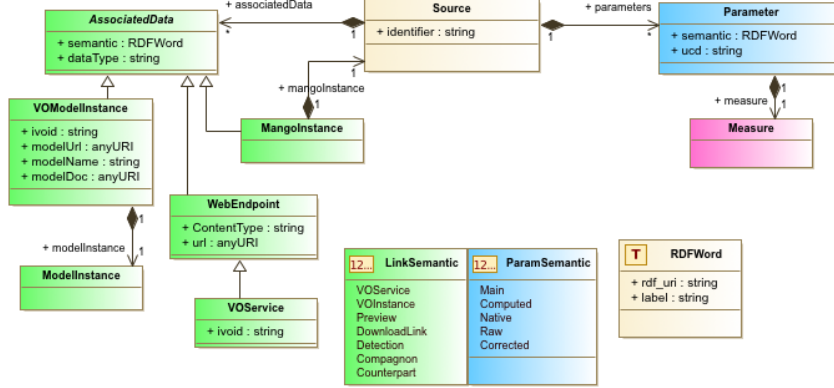 AssociatedData
+ semantic : RDFWord
+ dataType : string
+ associatedData
*
1
Source
+ identifier : string
1
+ parameters
*
Parameter
+ semantic : RDFWord
+ ucd : string
1
+ mangoInstance
1
1
+ measure
1
VOModelInstance
+ ivoid : string
+ modelUrl : anyURI
+ modelName : string
+ modelDoc : anyURI
MangoInstance
Measure
1
+ modelInstance
1
WebEndpoint
+ ContentType : string
+ url : anyURI
ModelInstance
VOService
+ ivoid : string
12... LinkSemantic
VOService
VOInstance
Preview
DownloadLink
Detection
Compagnon
Counterpart
12... ParamSemantic
Main
Computed
Native
Raw
Corrected
T RDFWord
+ rdf_uri : string
+ label : string